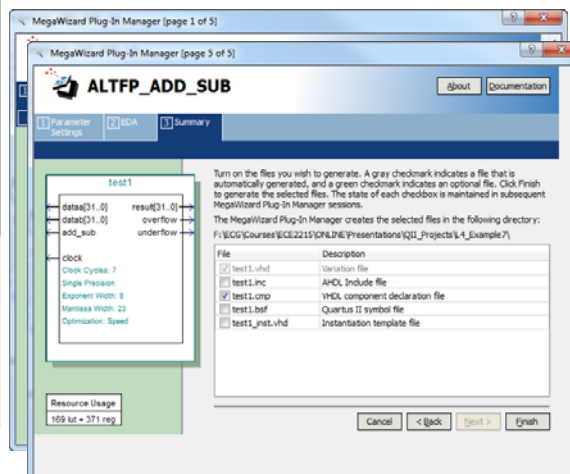 MegaWizard Plug-In Manager [page 1 of 5]
MegaWizard Plug-In Manager [page 5 of 5]
ALTFP_ADD_SUB
About
Documentation
1 Parameter Settings
2 EDA
3 Summary
test1
dataa[31..0] result[31..0]
datab[31..0] overflow
add_sub underflow
clock
Clock Cycles: 7
Single Precision
Exponent Width: 8
Mantissa Width: 23
Optimization: Speed
Resource Usage
169 lut + 371 reg
Turn on the files you wish to generate. A gray checkmark indicates a file that is
automatically generated, and a green checkmark indicates an optional file. Click Finish
to generate the selected files. The state of each checkbox is maintained in subsequent
MegaWizard Plug-In Manager sessions.
The MegaWizard Plug-In Manager creates the selected files in the following directory:
F:\ECG\Courses\ECE2215\ONLINE\Presentations\QII_Projects\L4_Example7\
File Description
test1.vhd Variation file
test1.inc AHDL Include file
test1.cmp VHDL component declaration file
test1.bsf Quartus II symbol file
test1_inst.vhd Instantiation template file
Cancel
< Back
Next >
Finish